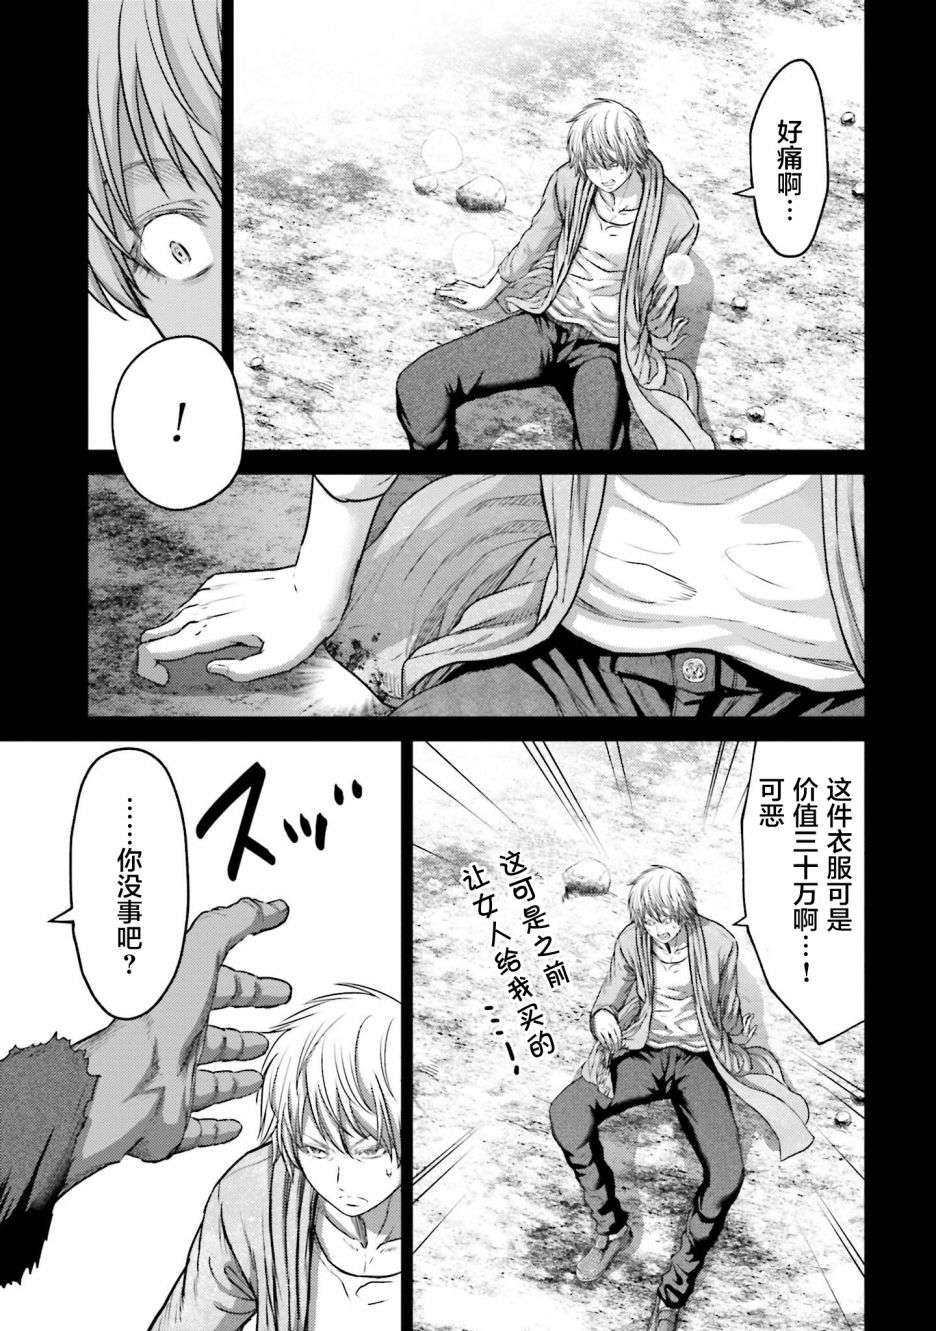 好痛啊…
！
这件衣服可是
价值三十万啊…！
可恶
这可是之前
让女人给我买的
……！
スッ
……你没事吧？